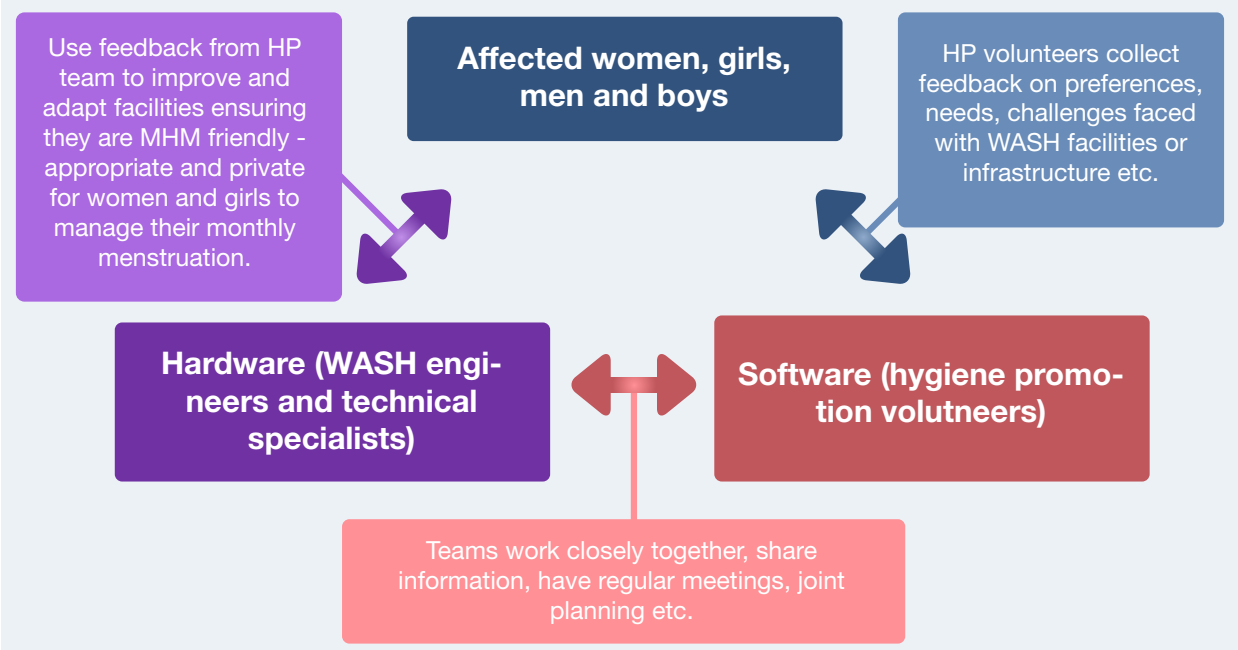 Use feedback from HP
team to improve and
adapt facilities ensuring
they are MHM friendly -
appropriate and private
for women and girls to
manage their monthly
menstruation.
Affected women, girls,
men and boys
HP volunteers collect
feedback on preferences,
needs, challenges faced
with WASH facilities or
infrastructure etc.
Hardware (WASH engi-
neers and technical
specialists)
Software (hygiene promo-
tion volutneers)
Teams work closely together, share
information, have regular meetings, joint
planning etc.